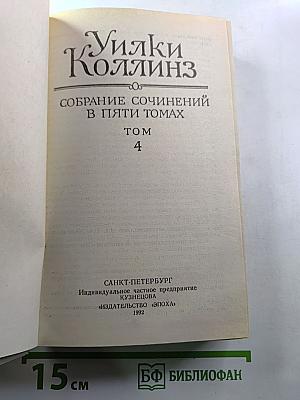 Уилки
Коллинз
СОБРАНИЕ СОЧИНЕНИЙ
В ПЯТИ ТОМАХ
ТОМ
4
САНКТ-ПЕТЕРБУРГ
Индивидуальное частное предприятие
КУЗНЕЦОВА
«ИЗДАТЕЛЬСТВО «ЭПОХА»
1992
15 см
БФ БИБЛИОФАН